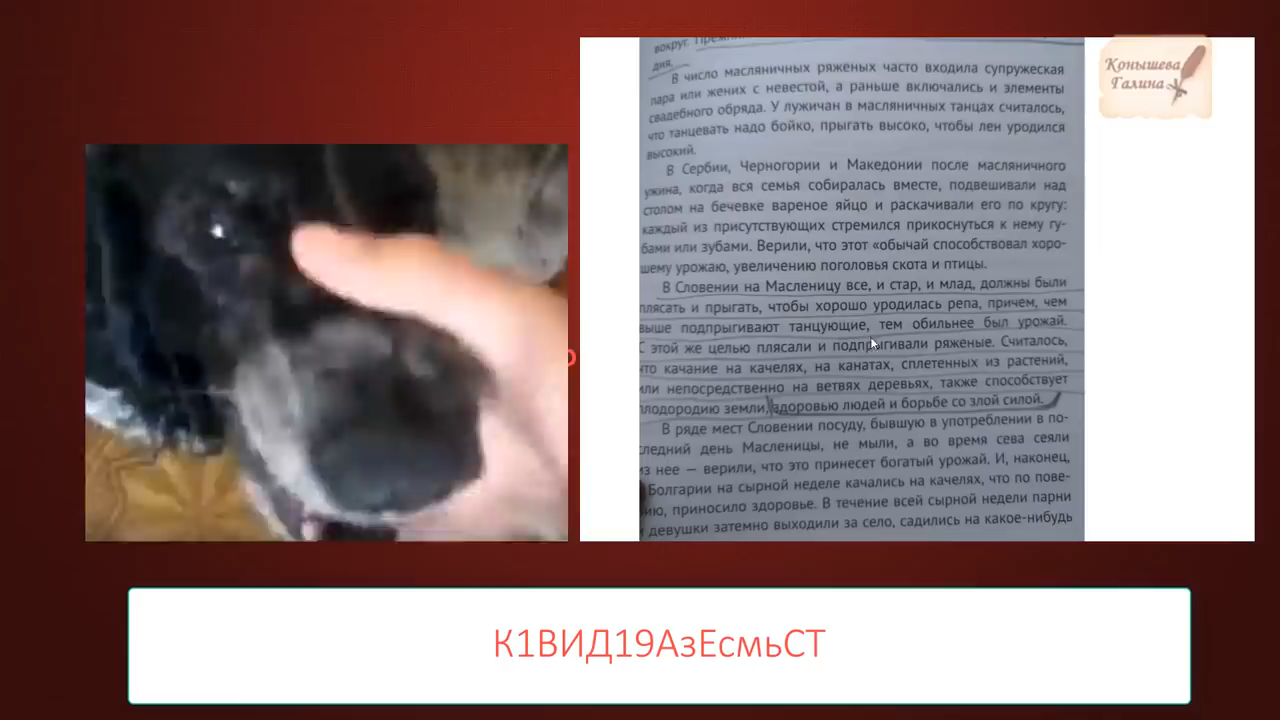 Конышева
Галина
вокруг.
дня.
В число масляничных ряженых часто входила супружеская
пара или жених с невестой, а раньше включались и элементы
свадебного обряда. У лужичан в масляничных танцах считалось,
что танцевать надо бойко, прыгать высоко, чтобы лен уродился
высокий.
В Сербии, Черногории и Македонии после масляничного
ужина, когда вся семья собиралась вместе, подвешивали над
столом на бечевке вареное яйцо и раскачивали его по кругу:
каждый из присутствующих стремился прикоснуться к нему гу-
бами или зубами. Верили, что этот «обычай способствовал хоро-
шему урожаю, увеличению поголовья скота и птицы.
В Словении на Масленицу все, и стар, и млад, должны были
плясать и прыгать, чтобы хорошо уродилась репа, причем, чем
выше подпрыгивают танцующие, тем обильнее был урожай.
С этой же целью плясали и подпрыгивали ряженые. Считалось,
что качание на качелях, на канатах, сплетенных из растений,
или непосредственно на ветвях деревьях, также способствует
плодородию земли, здоровью людей и борьбе со злой силой.
В ряде мест Словении посуду, бывшую в употреблении в по-
следний день Масленицы, не мыли, а во время сева сеяли
из нее — верили, что это принесет богатый урожай. И, наконец,
Болгарии на сырной неделе качались на качелях, что по пове-
рию, приносило здоровье. В течение всей сырной недели парни
и девушки затемно выходили за село, садились на какое-нибудь
К1ВИД19АзЕсмьСТ